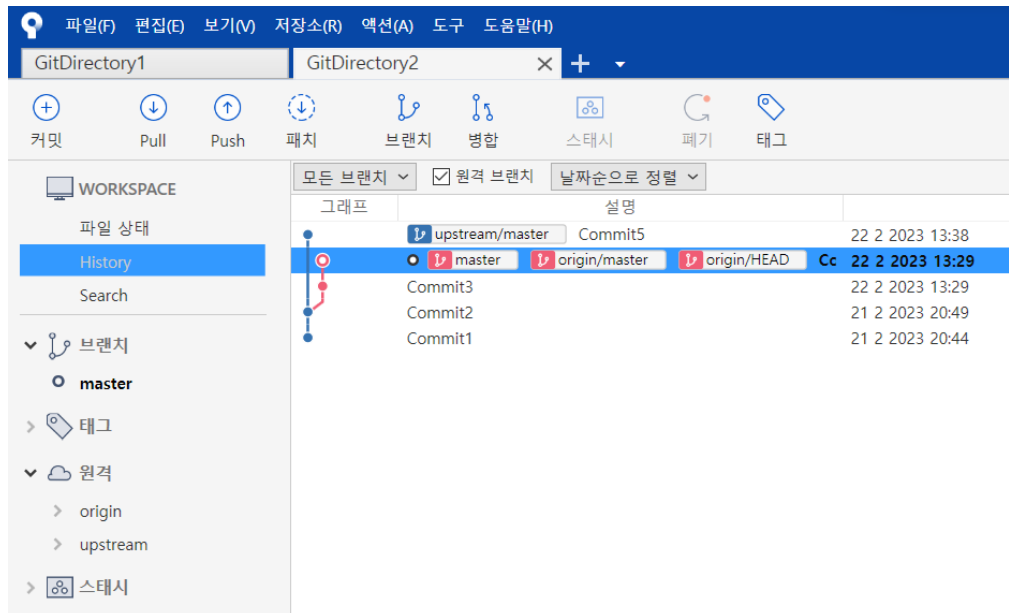 파일(F) 편집(E) 보기(V) 저장소(R) 액션(A) 도구 도움말(H)
GitDirectory1 GitDirectory2
커밋 Pull Push 패치 브랜치 병합 스태시 폐기 태그
WORKSPACE
파일 상태
History
Search
브랜치
master
태그
원격
origin
upstream
스태시
모든 브랜치 원격 브랜치 날짜순으로 정렬
그래프 설명
upstream/master Commit5 22 2 2023 13:38
master origin/master origin/HEAD Cc 22 2 2023 13:29
Commit3 22 2 2023 13:29
Commit2 21 2 2023 20:49
Commit1 21 2 2023 20:44